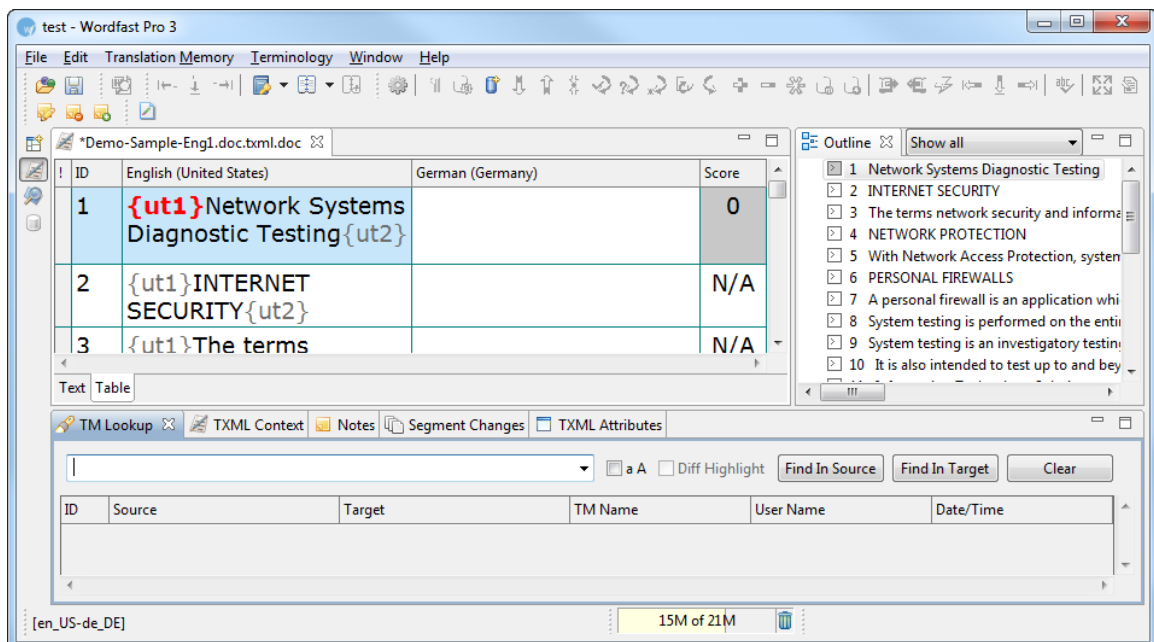 test - Wordfast Pro 3
File Edit Translation Memory Terminology Window Help
*Demo-Sample-Eng1.doc.txml.doc
Outline Show all
! ID English (United States) German (Germany) Score
1 {ut1}Network Systems 0
Diagnostic Testing{ut2}
2 {ut1}INTERNET N/A
SECURITY{ut2}
3 {ut1}The terms N/A
Text Table
1 Network Systems Diagnostic Testing
2 INTERNET SECURITY
3 The terms network security and informa
4 NETWORK PROTECTION
5 With Network Access Protection, system
6 PERSONAL FIREWALLS
7 A personal firewall is an application whi
8 System testing is performed on the enti
9 System testing is an investigatory testing
10 It is also intended to test up to and bey
TM Lookup TXML Context Notes Segment Changes TXML Attributes
a A Diff Highlight Find In Source Find In Target Clear
ID Source Target TM Name User Name Date/Time
[en_US-de_DE] 15M of 21M